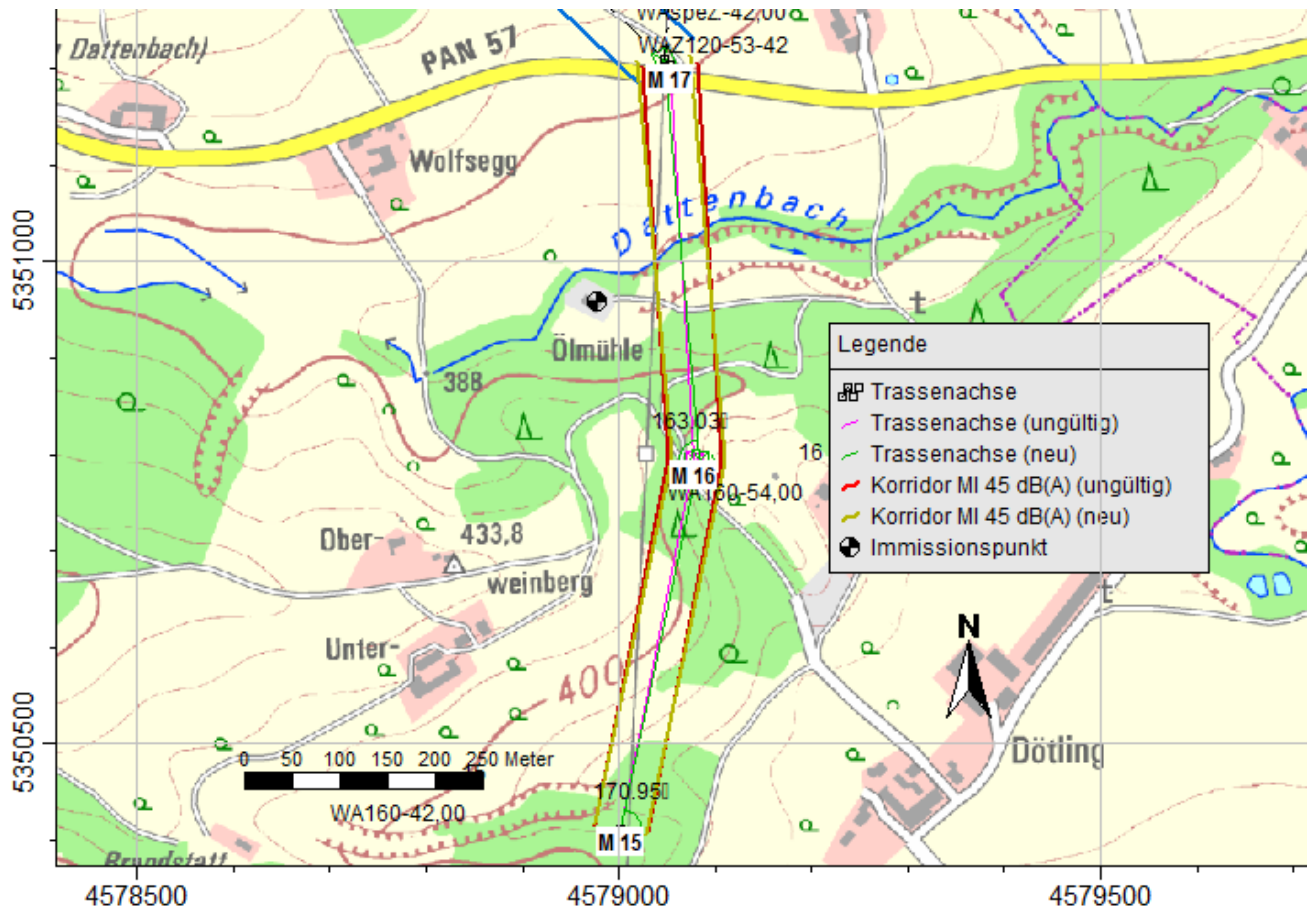 WAspeZ-42,00
WAZ120-53-42
M 17
Dattenbach)
PAN 57
Wolfsegg
Dattenbach
5351000
Ölmühle
388
Legende
Trassenachse
Trassenachse (ungültig)
Trassenachse (neu)
Korridor MI 45 dB(A) (ungültig)
Korridor MI 45 dB(A) (neu)
Immissionspunkt
163,03
16
M 16
WA160-54,00
Ober-
433,8
weinberg
Unter-
400
N
5350500
0 50 100 150 200 250 Meter
Dötling
170,95
WA160-42,00
M 15
Brundstatt
4578500
4579000
4579500